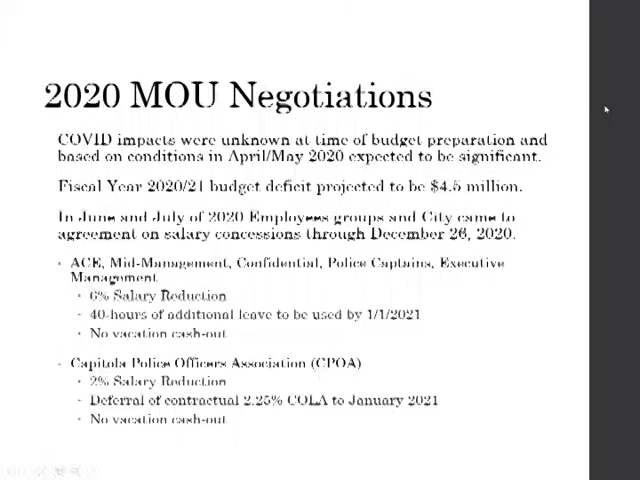 2020 MOU Negotiations
COVID impacts were unknown at time of budget preparation and
based on conditions in April/May 2020 expected to be significant.
Fiscal Year 2020/21 budget deficit projected to be $4.5 million.
In June and July of 2020 Employees groups and City came to
agreement on salary concessions through December 26, 2020.
ACE, Mid-Management, Confidential, Police Captains, Executive
Management
6% Salary Reduction
40-hours of additional leave to be used by 1/1/2021
No vacation cash-out
Capitola Police Officers Association (CPOA)
2% Salary Reduction
Deferral of contractual 2.25% COLA to January 2021
No vacation cash-out